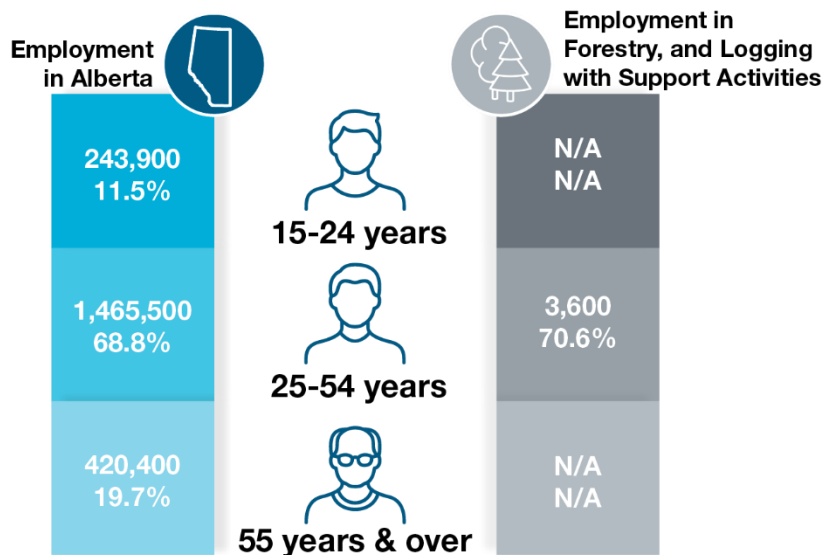 Employment
in Alberta
Employment in
Forestry, and Logging
with Support Activities
243,900
11.5%
15-24 years
N/A
N/A
1,465,500
68.8%
25-54 years
3,600
70.6%
420,400
19.7%
55 years & over
N/A
N/A